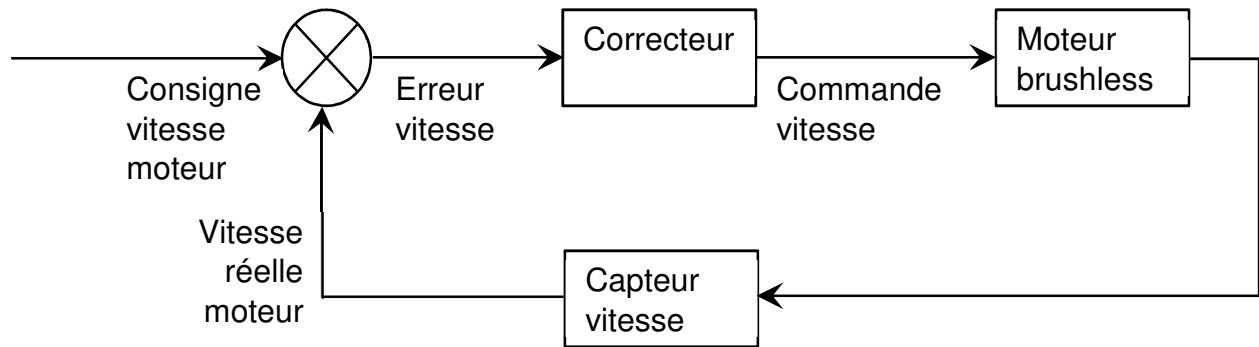 Correcteur
Moteur
brushless
Consigne
vitesse
moteur
Erreur
vitesse
Commande
vitesse
Vitesse
réelle
moteur
Capteur
vitesse